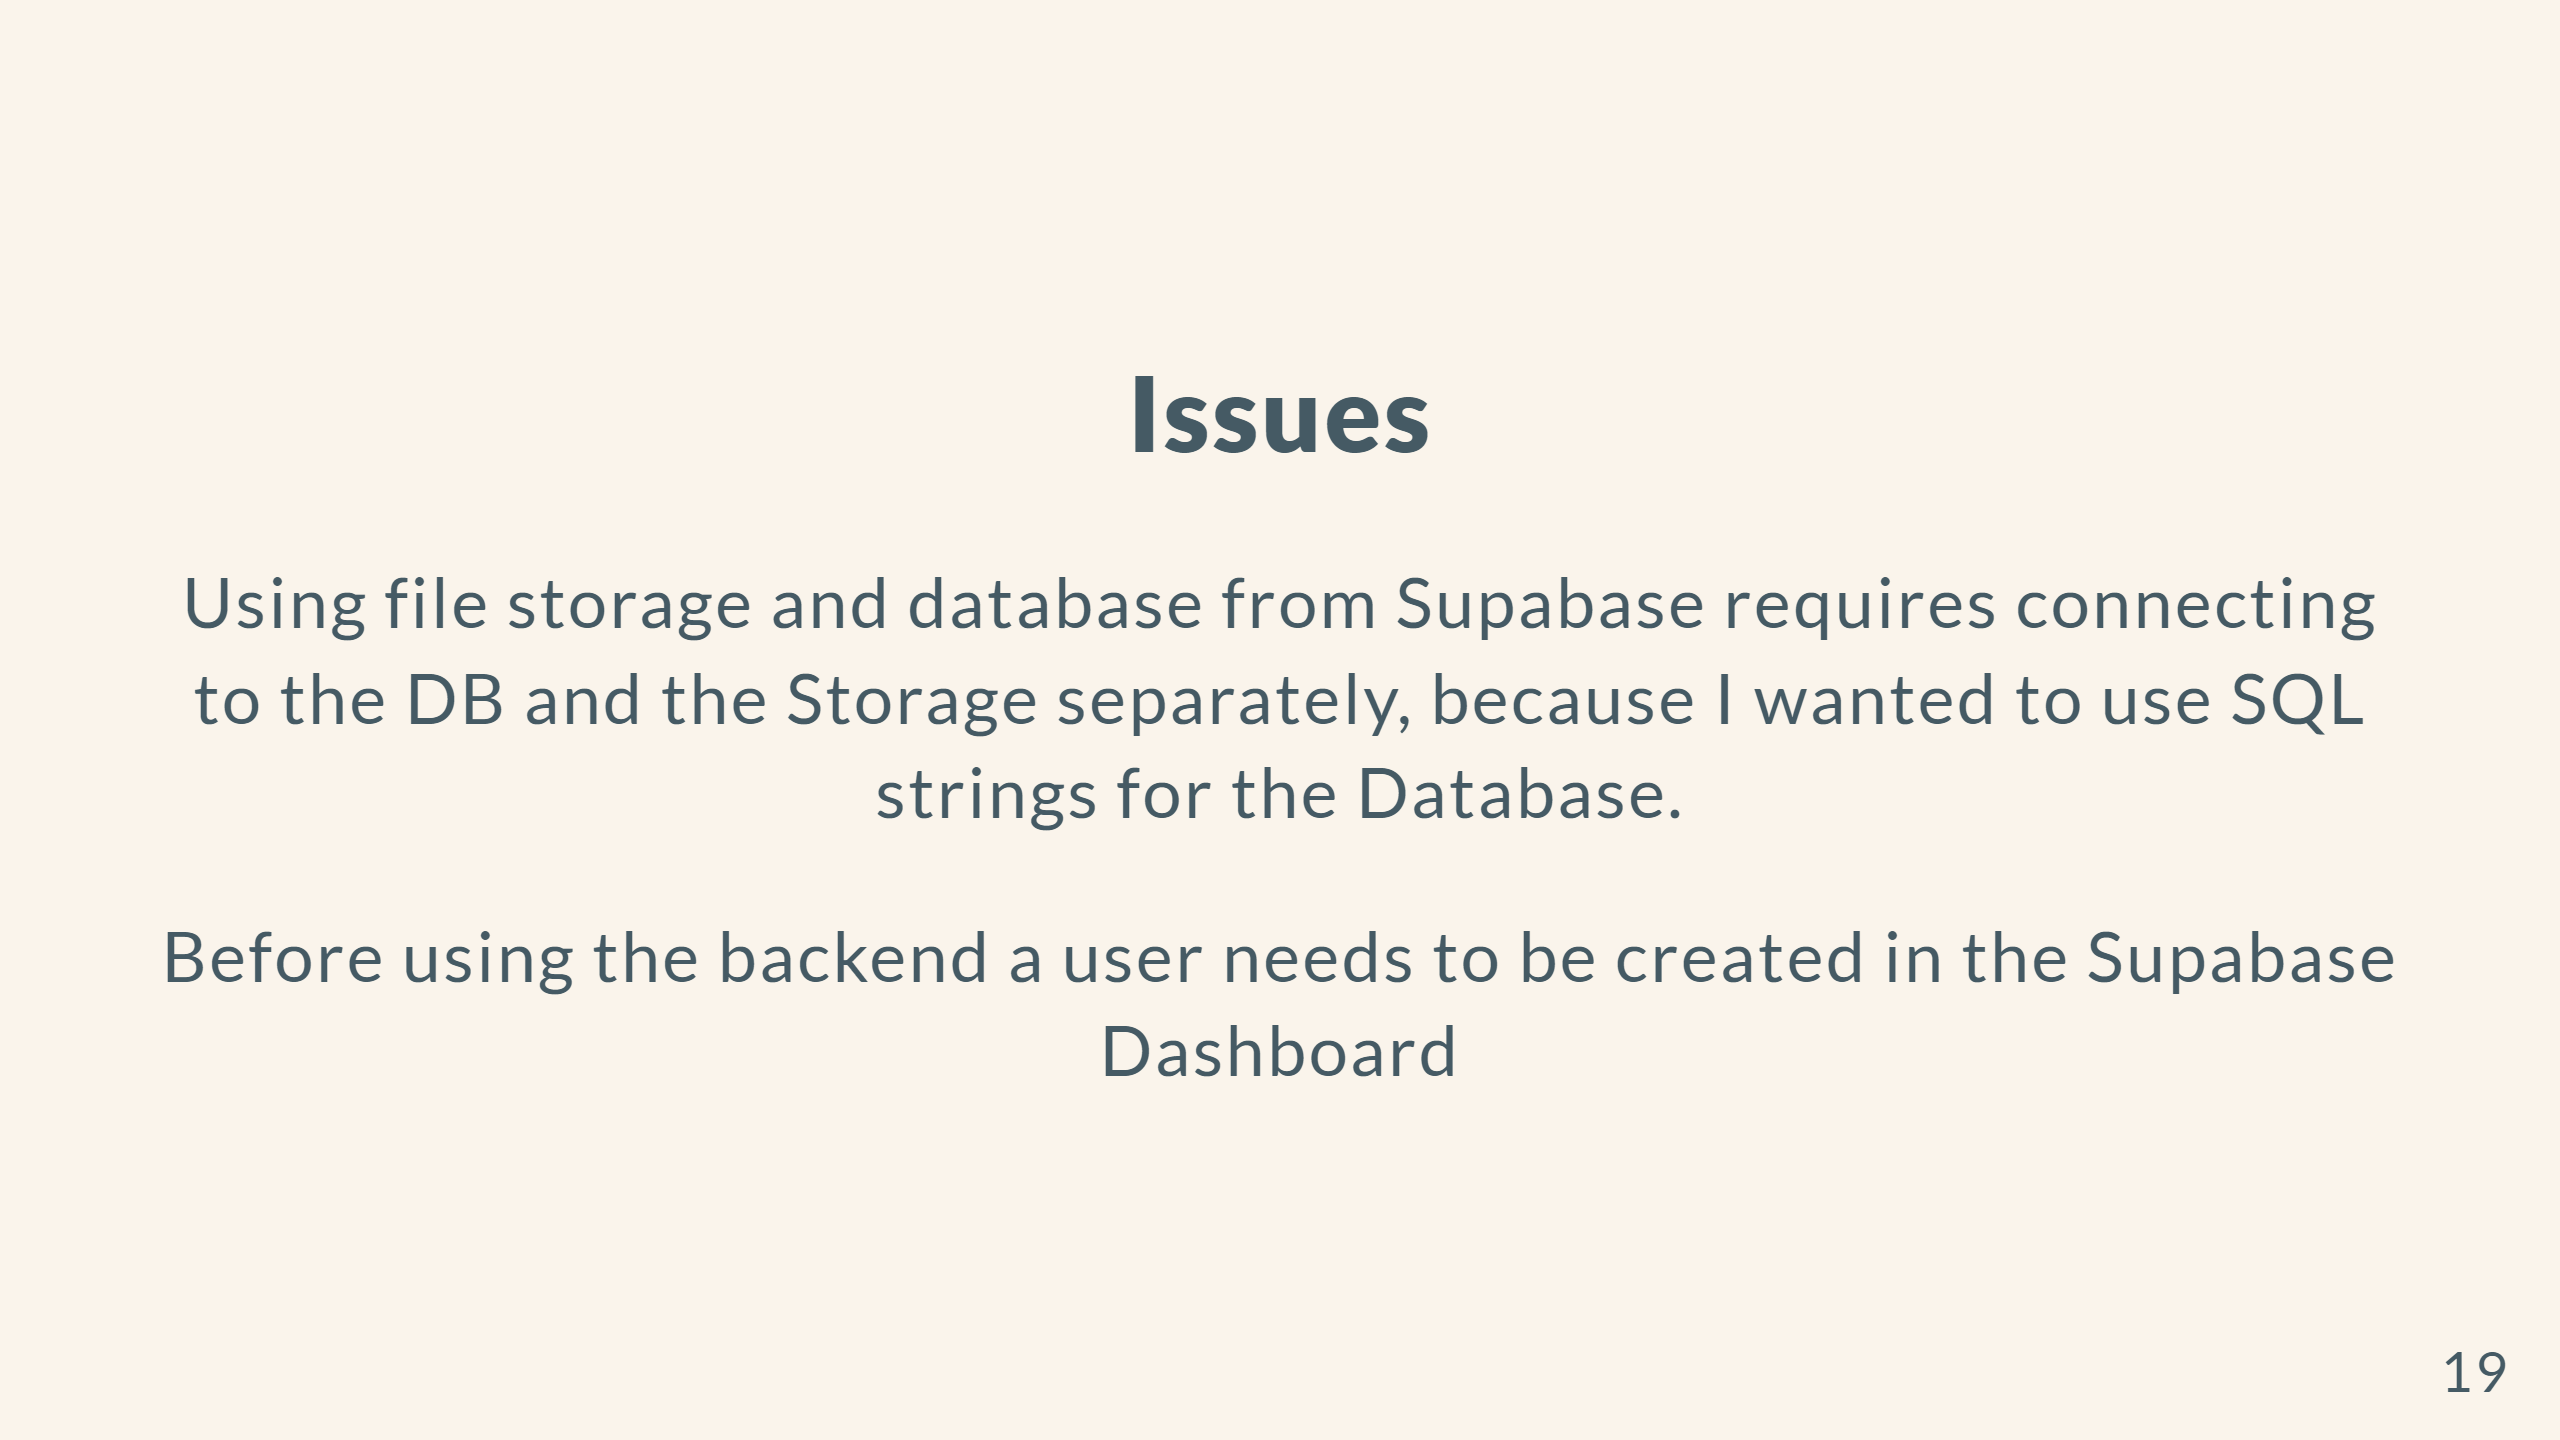 Issues
Using file storage and database from Supabase requires connecting
to the DB and the Storage separately, because I wanted to use SQL
strings for the Database.
Before using the backend a user needs to be created in the Supabase
Dashboard
19